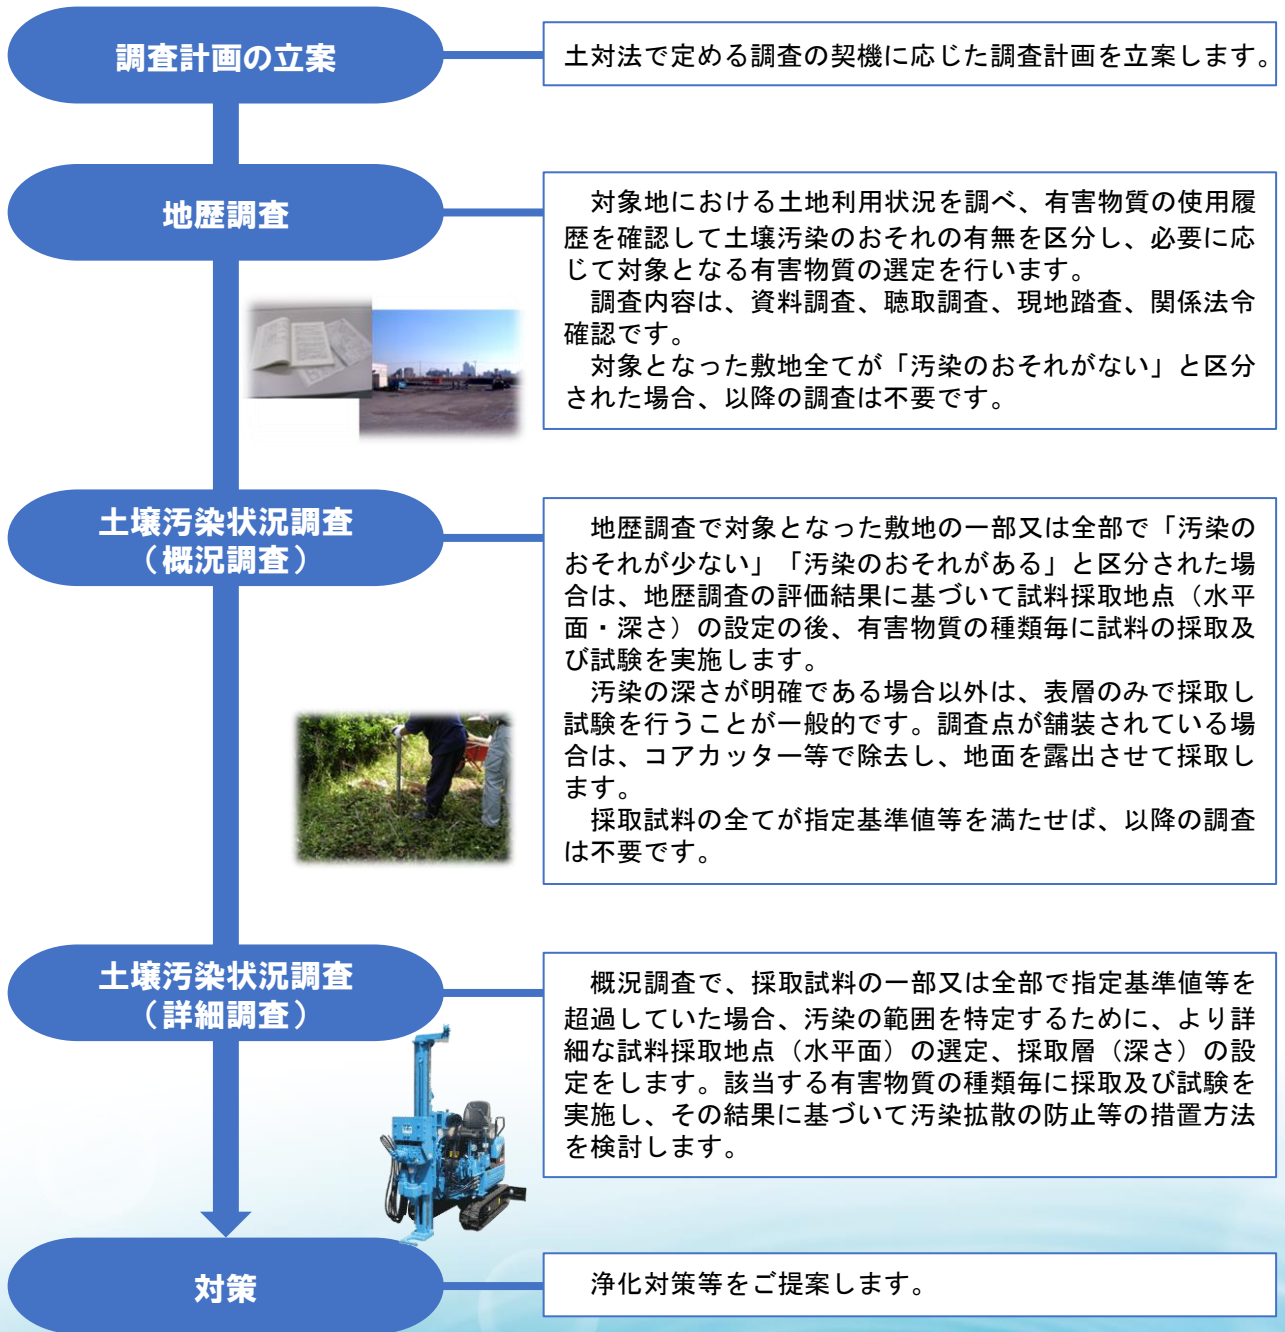 調査計画の立案
土対法で定める調査の契機に応じた調査計画を立案します。
地歴調査
対象地における土地利用状況を調べ、有害物質の使用履
歴を確認して土壌汚染のおそれの有無を区分し、必要に応
じて対象となる有害物質の選定を行います。
調査内容は、資料調査、聴取調査、現地踏査、関係法令
確認です。
対象となった敷地全てが「汚染のおそれがない」と区分
された場合、以降の調査は不要です。
土壌汚染状況調査
（概況調査）
地歴調査で対象となった敷地の一部又は全部で「汚染の
おそれが少ない」「汚染のおそれがある」と区分された場
合は、地歴調査の評価結果に基づいて試料採取地点（水平
面・深さ）の設定の後、有害物質の種類毎に試料の採取及
び試験を実施します。
汚染の深さが明確である場合以外は、表層のみで採取し
試験を行うことが一般的です。調査点が舗装されている場
合は、コアカッター等で除去し、地面を露出させて採取し
ます。
採取試料の全てが指定基準値等を満たせば、以降の調査
は不要です。
土壌汚染状況調査
（詳細調査）
概況調査で、採取試料の一部又は全部で指定基準値等を
超過していた場合、汚染の範囲を特定するために、より詳
細な試料採取地点（水平面）の選定、採取層（深さ）の設
定をします。該当する有害物質の種類毎に採取及び試験を
実施し、その結果に基づいて汚染拡散の防止等の措置方法
を検討します。
対策
浄化対策等をご提案します。